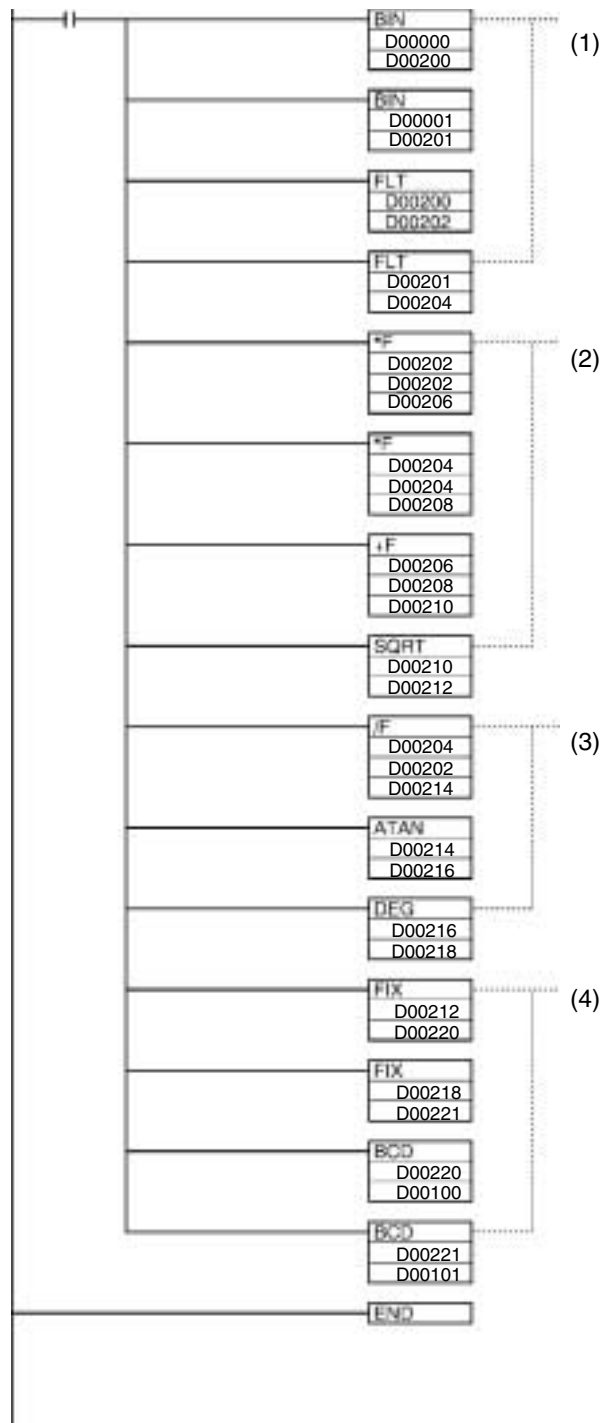 BIN
(1)
D00000
D00200
BIN
D00001
D00201
FLT
D00200
D00202
FLT
D00201
D00204
*F
(2)
D00202
D00202
D00206
*F
D00204
D00204
D00208
+F
D00206
D00208
D00210
SQRT
D00210
D00212
/F
(3)
D00204
D00202
D00214
ATAN
D00214
D00216
DEG
D00216
D00218
FIX
(4)
D00212
D00220
FIX
D00218
D00221
BCD
D00220
D00100
BCD
D00221
D00101
END